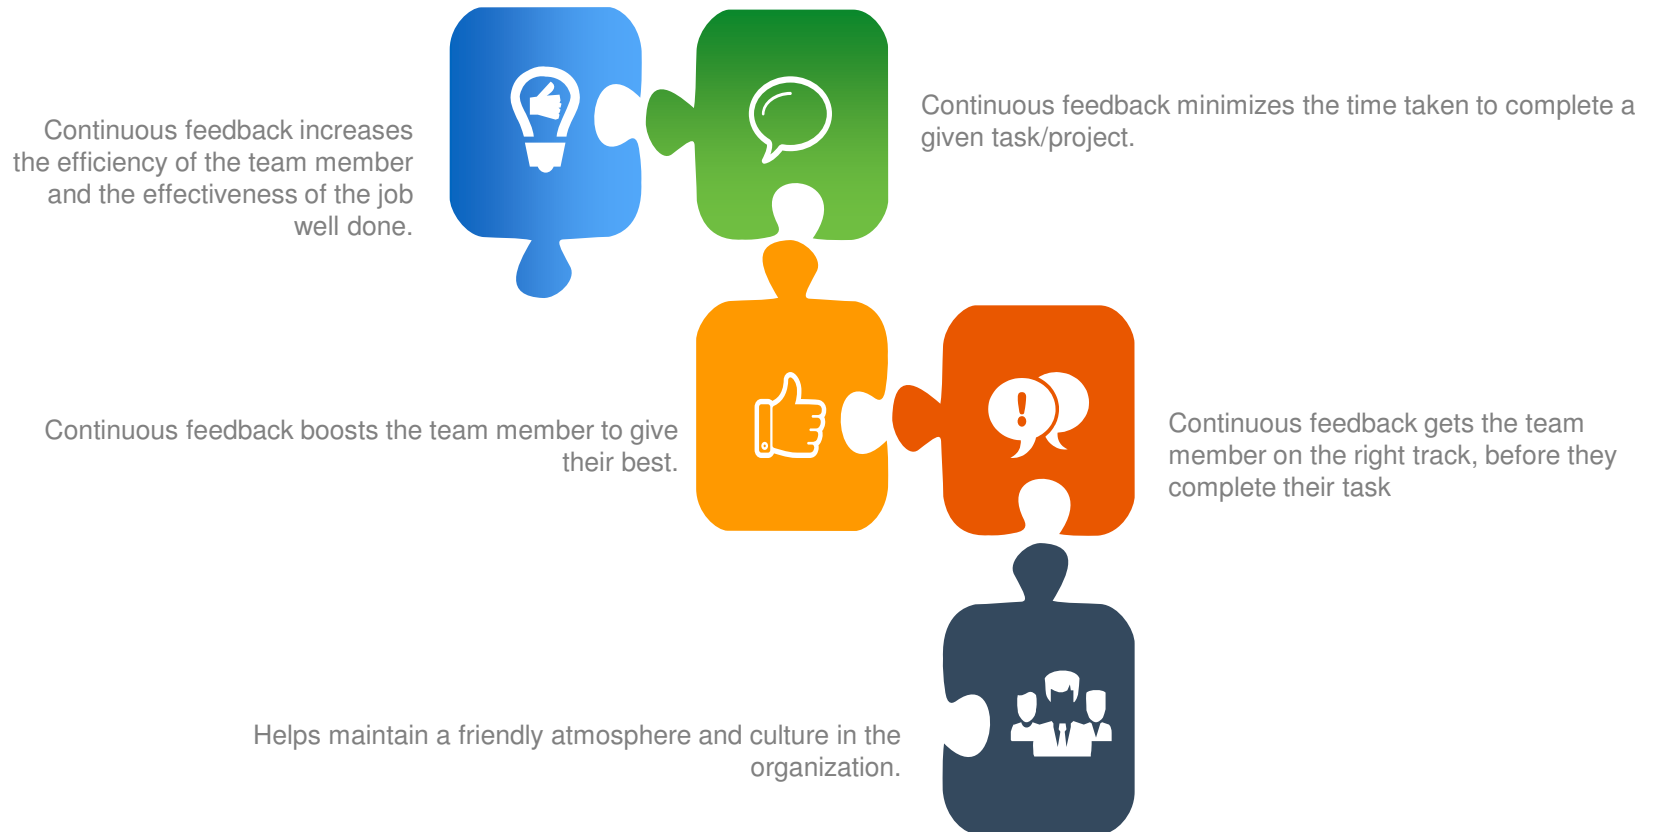 Continuous feedback increases
the efficiency of the team member
and the effectiveness of the job
well done.
Continuous feedback minimizes the time taken to complete a
given task/project.
Continuous feedback boosts the team member to give
their best.
Continuous feedback gets the team
member on the right track, before they
complete their task
Helps maintain a friendly atmosphere and culture in the
organization.